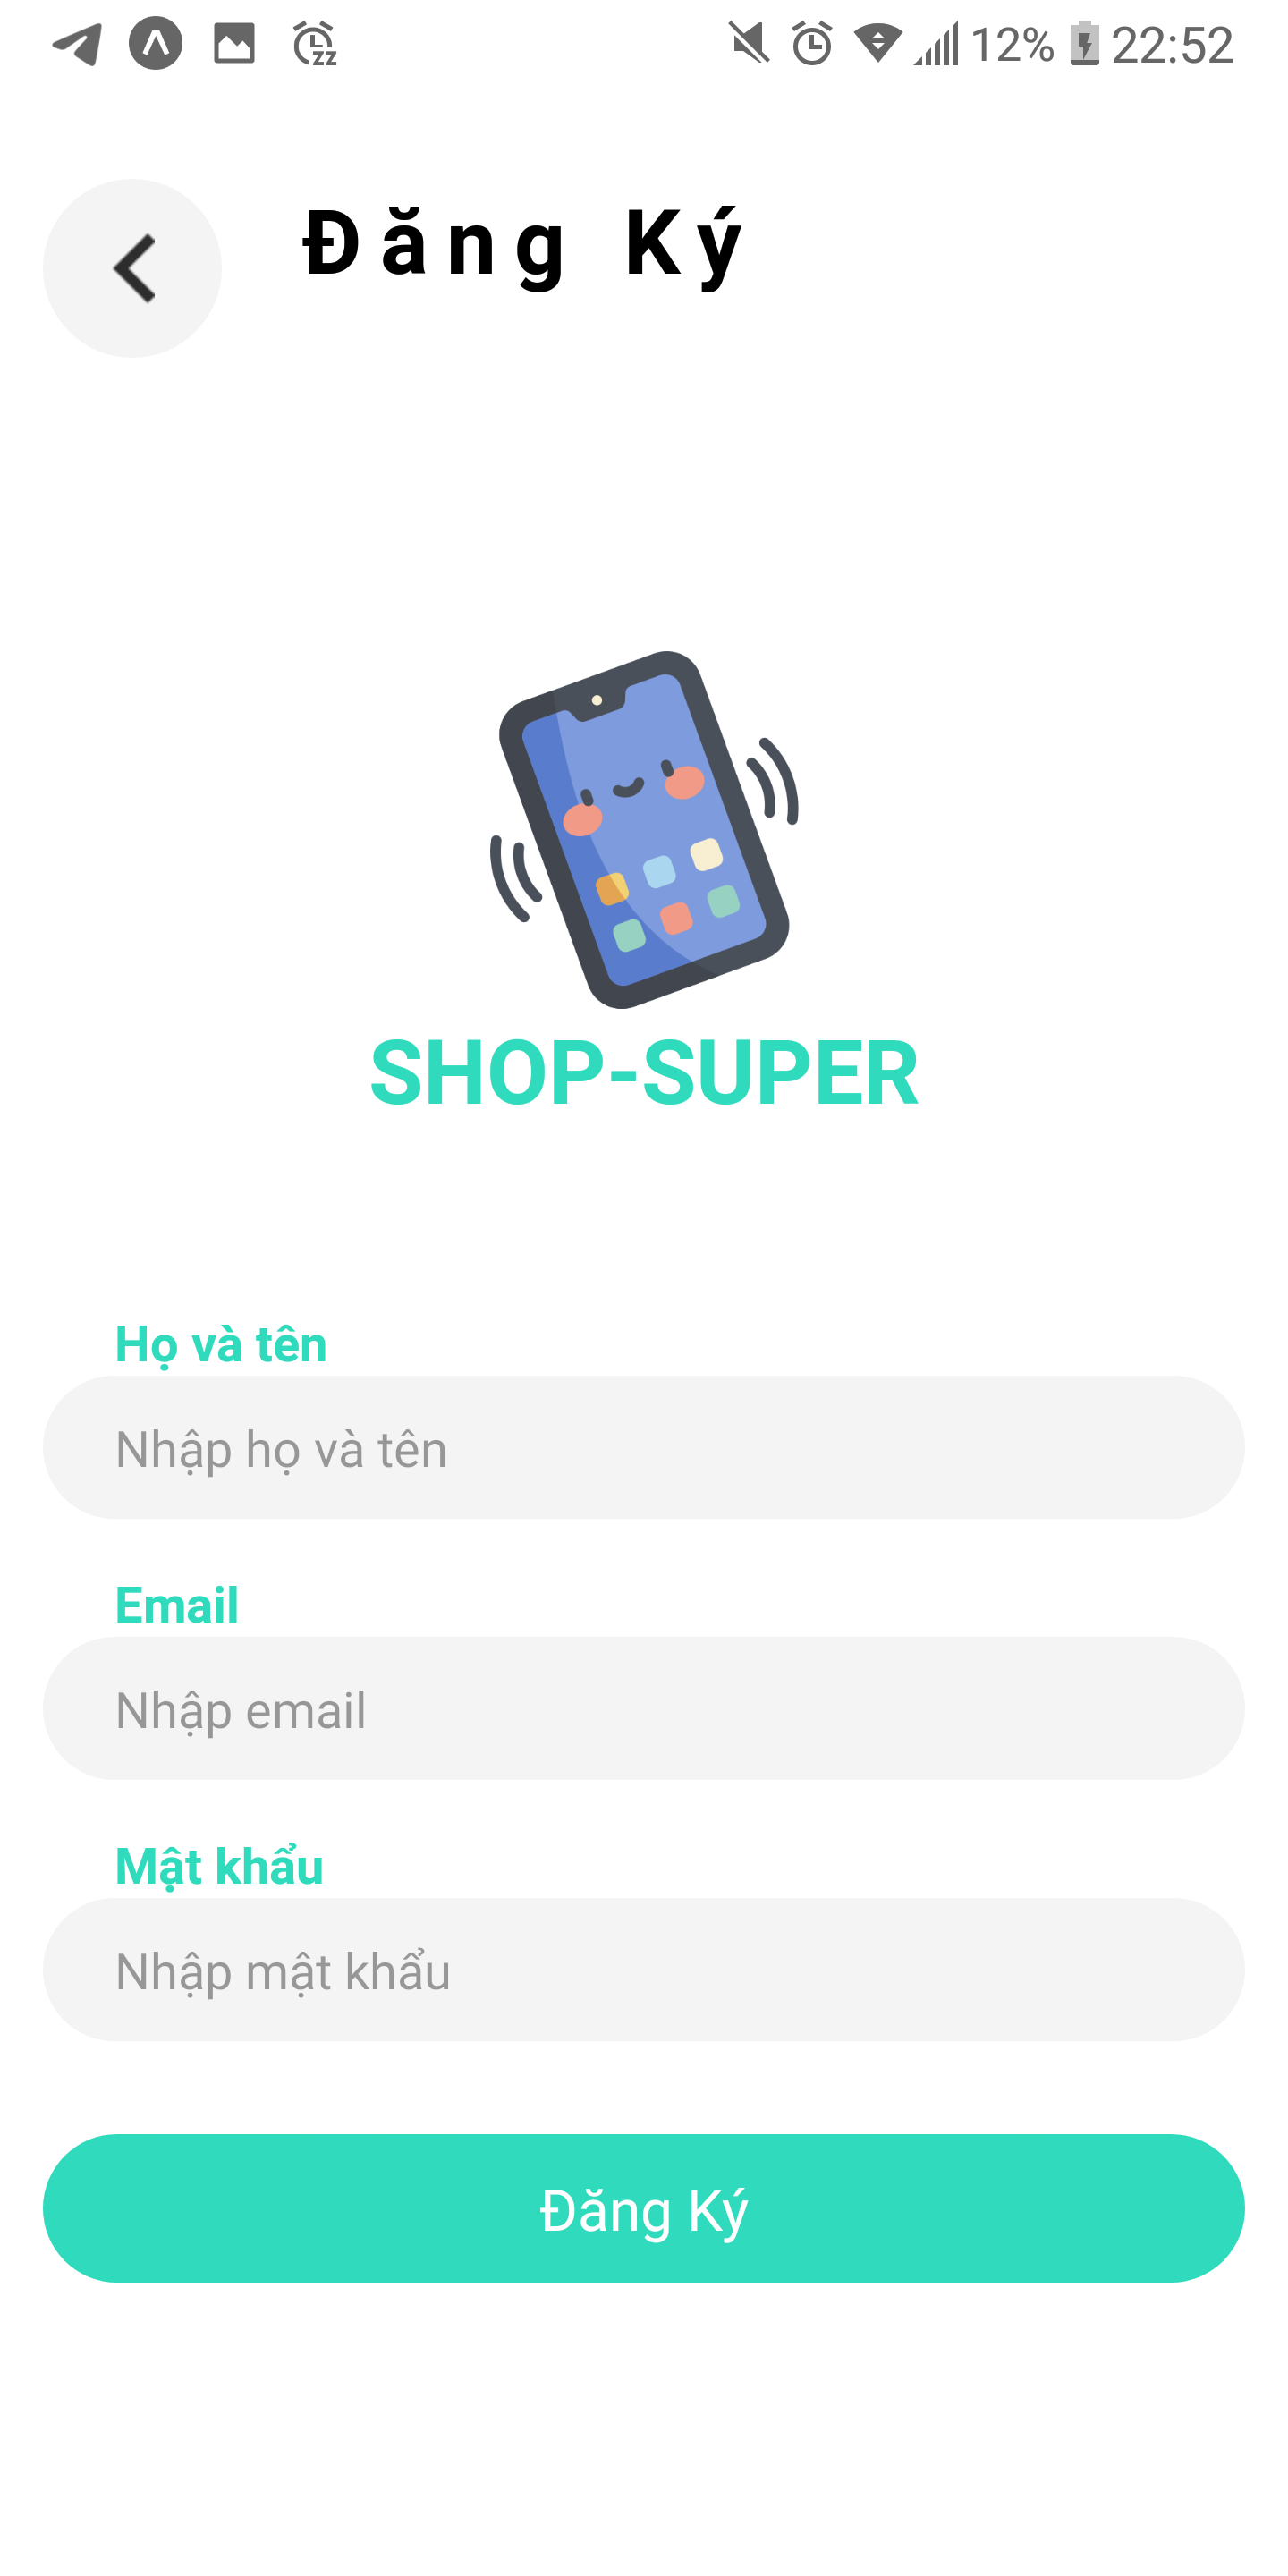 12% 22:52
Đăng Ký
SHOP-SUPER
Họ và tên
Nhập họ và tên
Email
Nhập email
Mật khẩu
Nhập mật khẩu
Đăng Ký